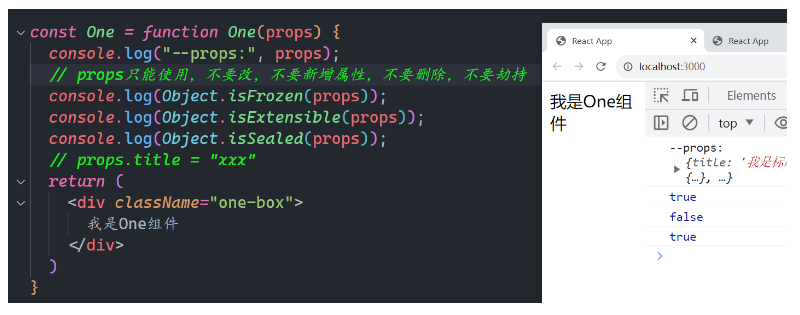 const One = function One(props) {
console.log("--props:", props);
// props只能使用，不要改，不要新增属性，不要删除，不要劫持
console.log(Object.isFrozen(props));
console.log(Object.isExtensible(props));
console.log(Object.isSealed(props));
// props.title = "xxx"
return (
<div className="one-box">
我是One组件
</div>
)
}
React App
React App
localhost:3000
我是One组
件
Elements
top
--props:
{title: '我是标
{…}, …}
true
false
true